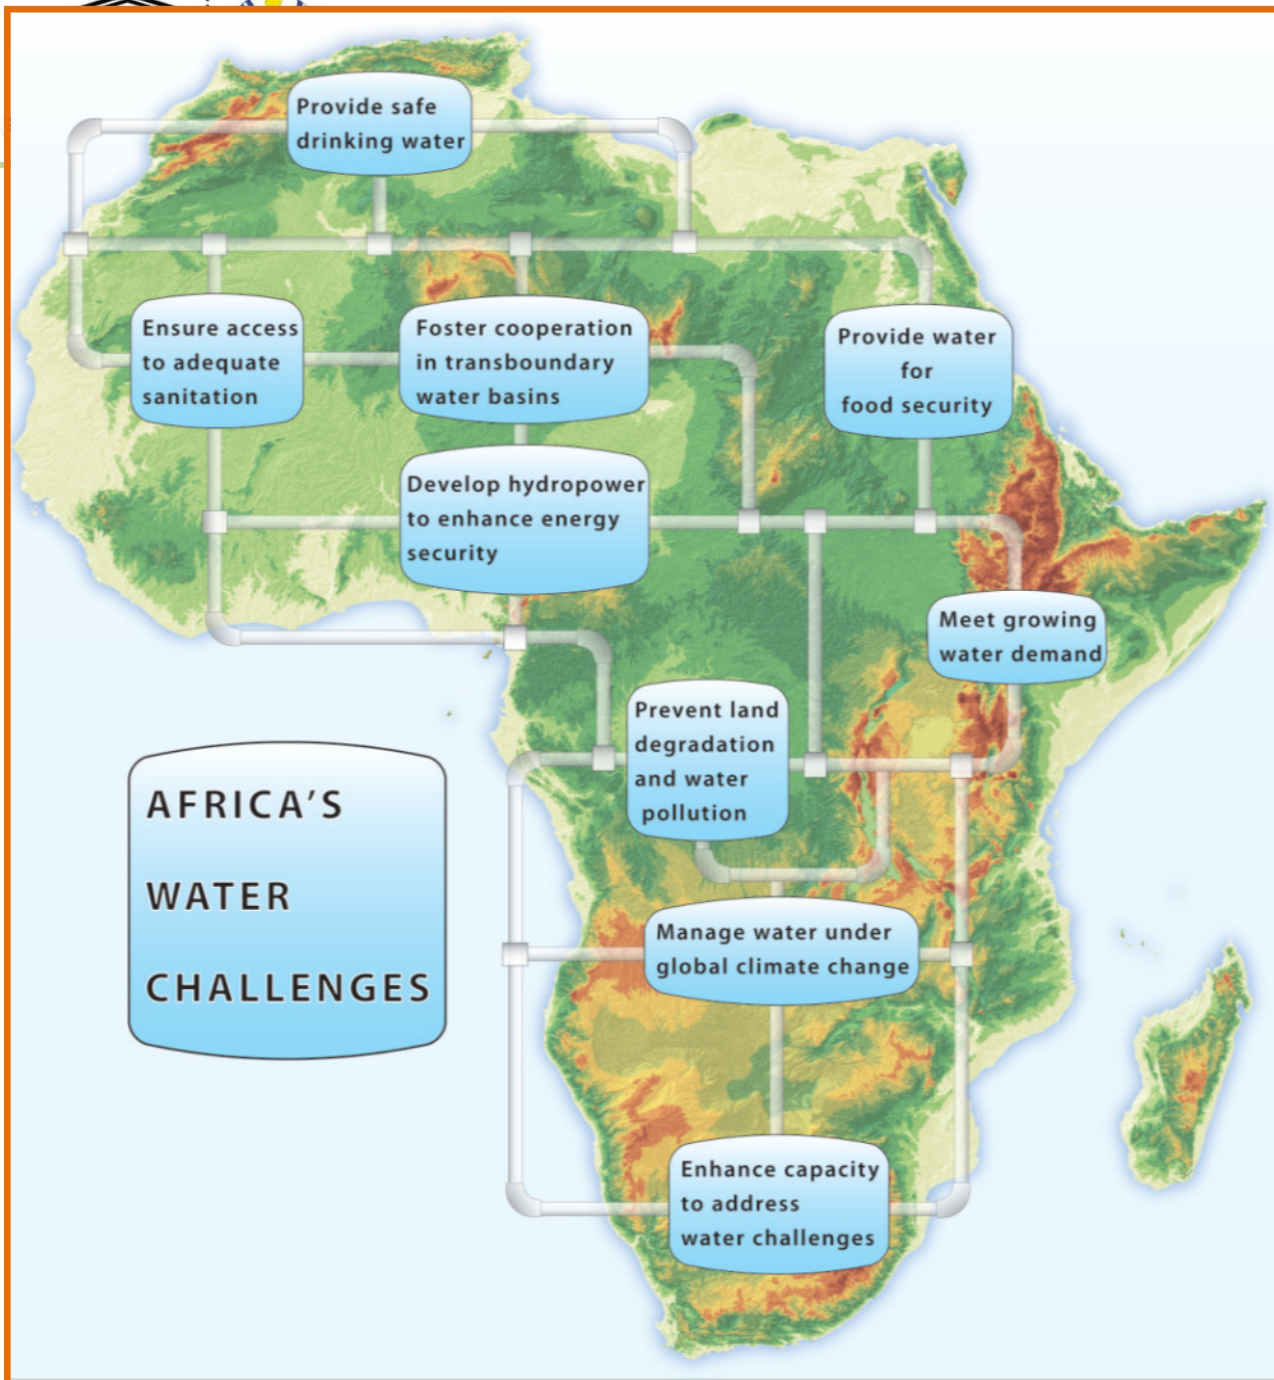 Provide safe
drinking water
Ensure access
to adequate
sanitation
Foster cooperation
in transboundary
water basins
Provide water
for
food security
Develop hydropower
to enhance energy
security
Meet growing
water demand
Prevent land
degradation
and water
pollution
AFRICA'S
WATER
CHALLENGES
Manage water under
global climate change
Enhance capacity
to address
water challenges